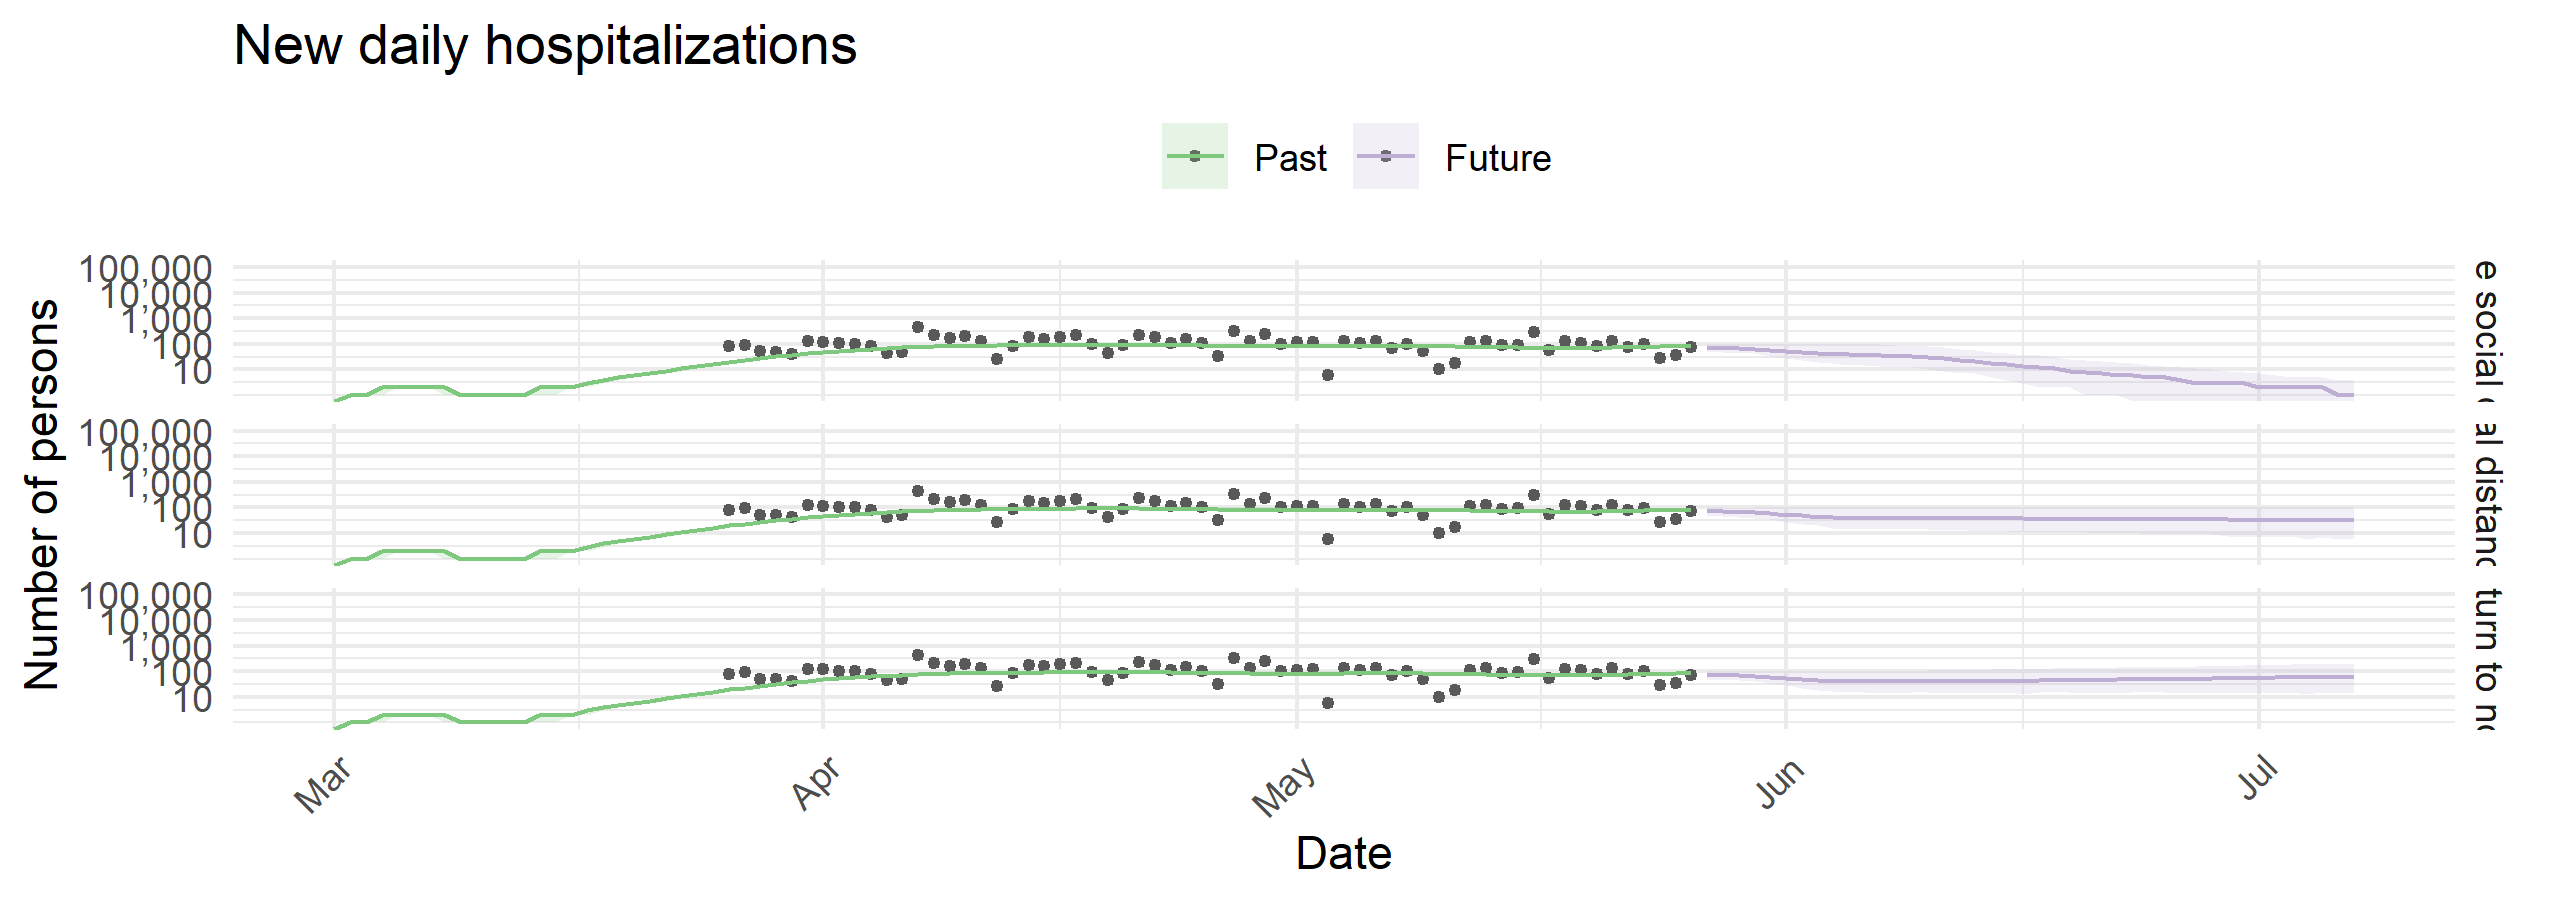 New daily hospitalizations
Past Future
Number of persons
100,000
10,000
1,000
100
10
e social
100,000
10,000
1,000
100
10
al distanc
100,000
10,000
1,000
100
10
turn to no
Mar Apr May Jun Jul
Date